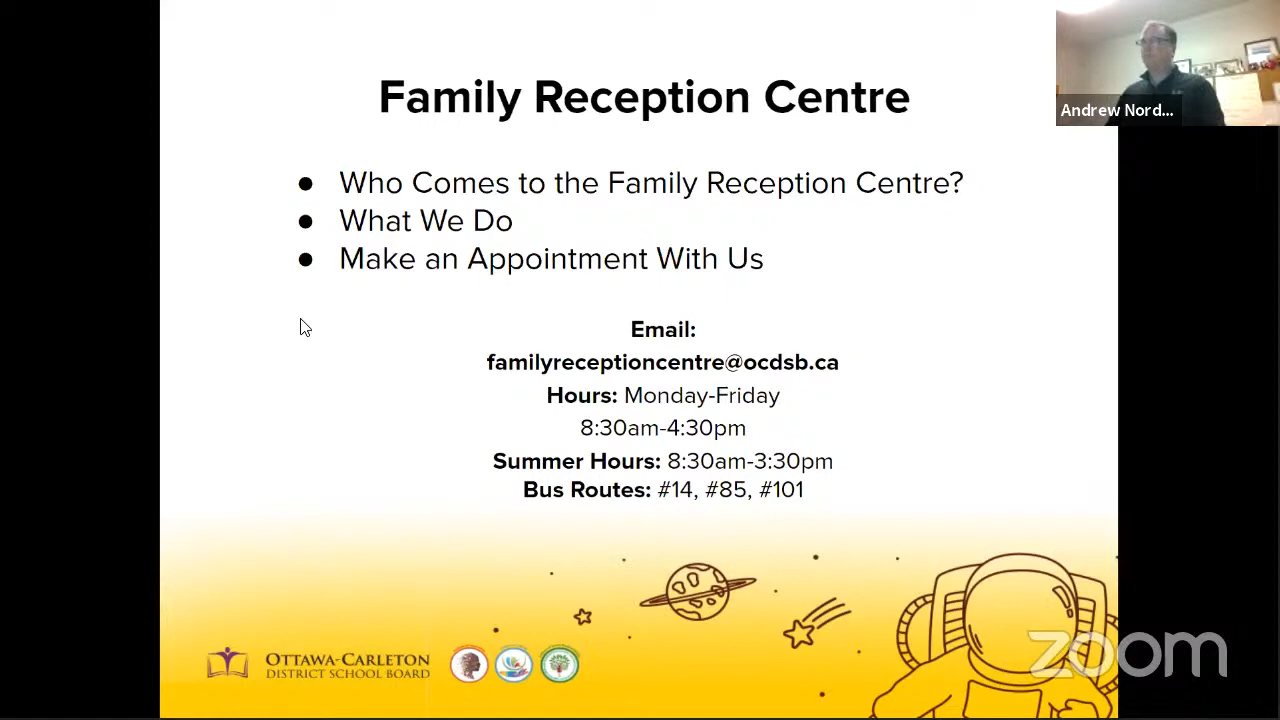 Family Reception Centre
Andrew Nord...
● Who Comes to the Family Reception Centre?
● What We Do
● Make an Appointment With Us
Email:
familyreceptioncentre@ocdsb.ca
Hours: Monday-Friday
8:30am-4:30pm
Summer Hours: 8:30am-3:30pm
Bus Routes: #14, #85, #101
OTTAWA-CARLETON
DISTRICT SCHOOL BOARD
zoom